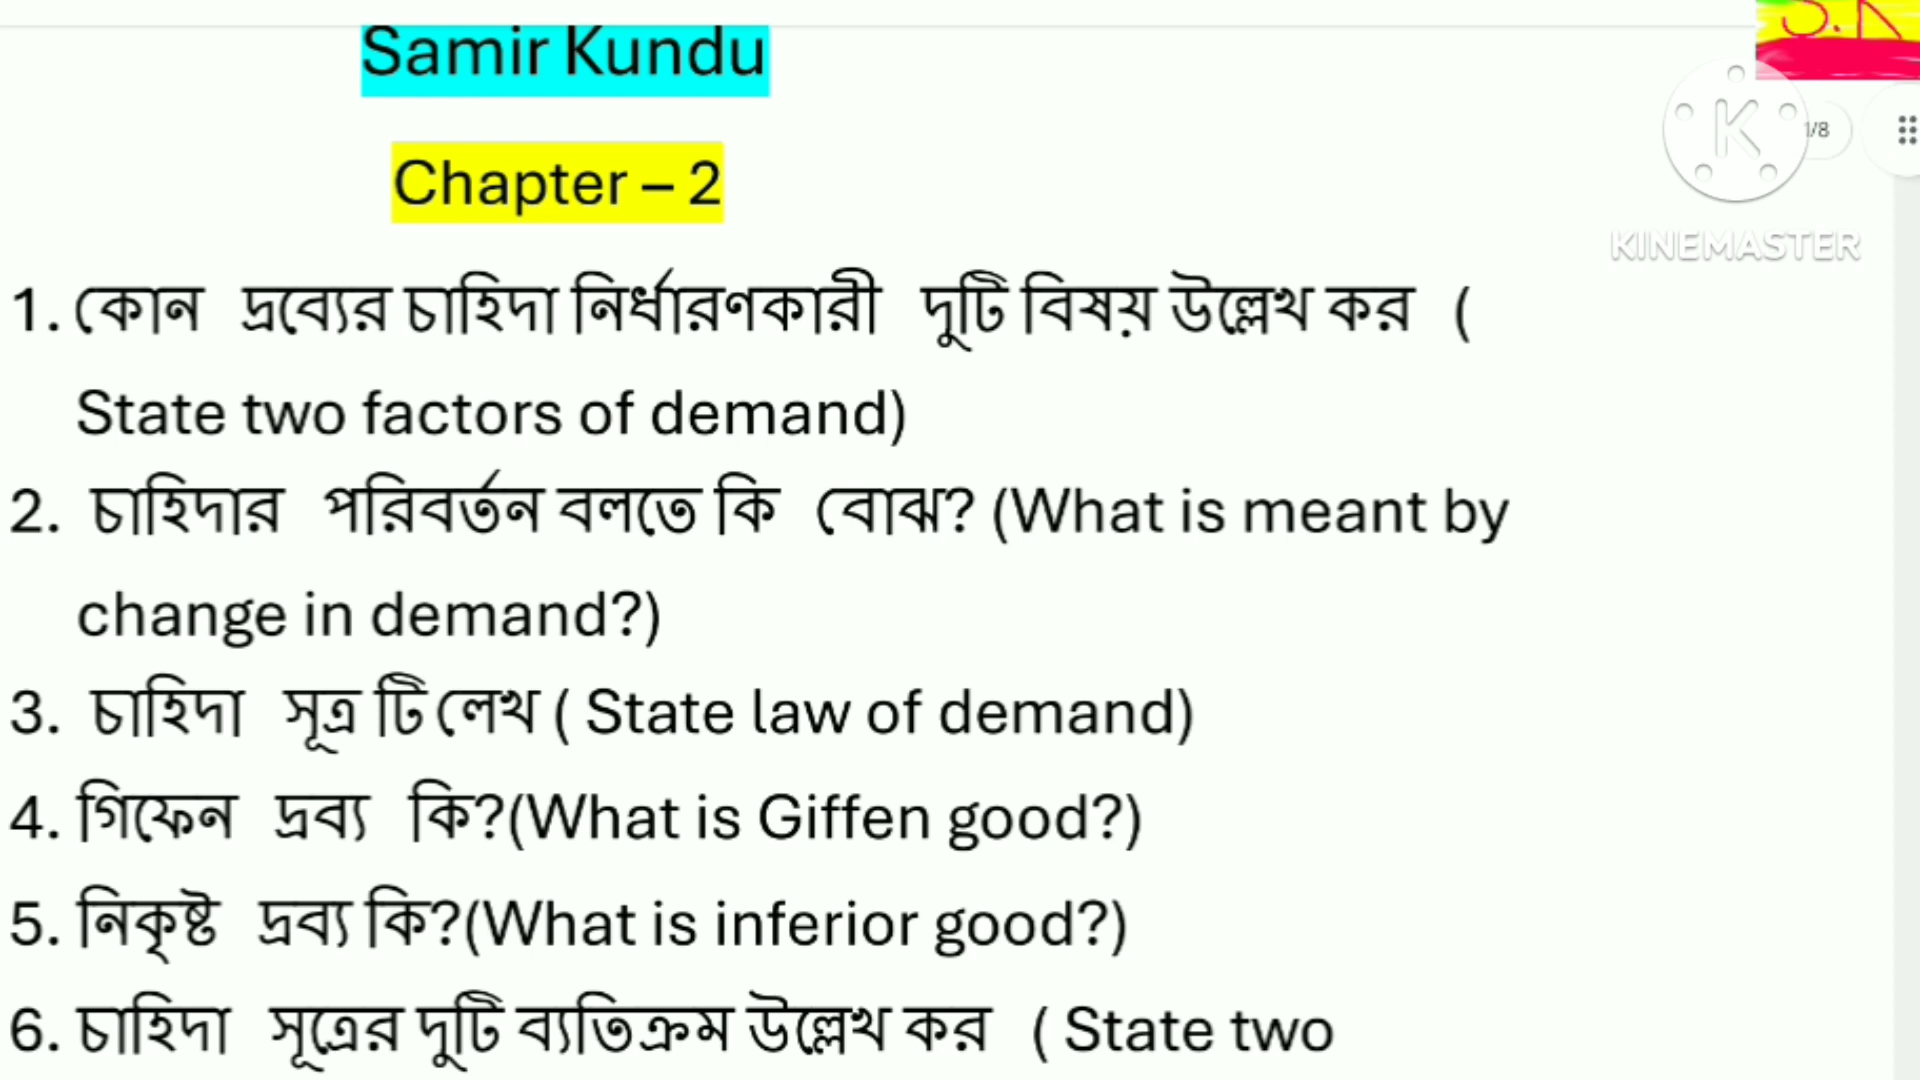 Samir Kundu
S.K
1/8
Chapter – 2
KINEMASTER
1. কোন দ্রব্যের চাহিদা নির্ধারণকারী দুটি বিষয় উল্লেখ কর (
State two factors of demand)
2. চাহিদার পরিবর্তন বলতে কি বোঝ? (What is meant by
change in demand?)
3. চাহিদা সূত্র টি লেখ ( State law of demand)
4. গিফেন দ্রব্য কি?(What is Giffen good?)
5. নিকৃষ্ট দ্রব্য কি?(What is inferior good?)
6. চাহিদা সূত্রের দুটি ব্যতিক্রম উল্লেখ কর ( State two